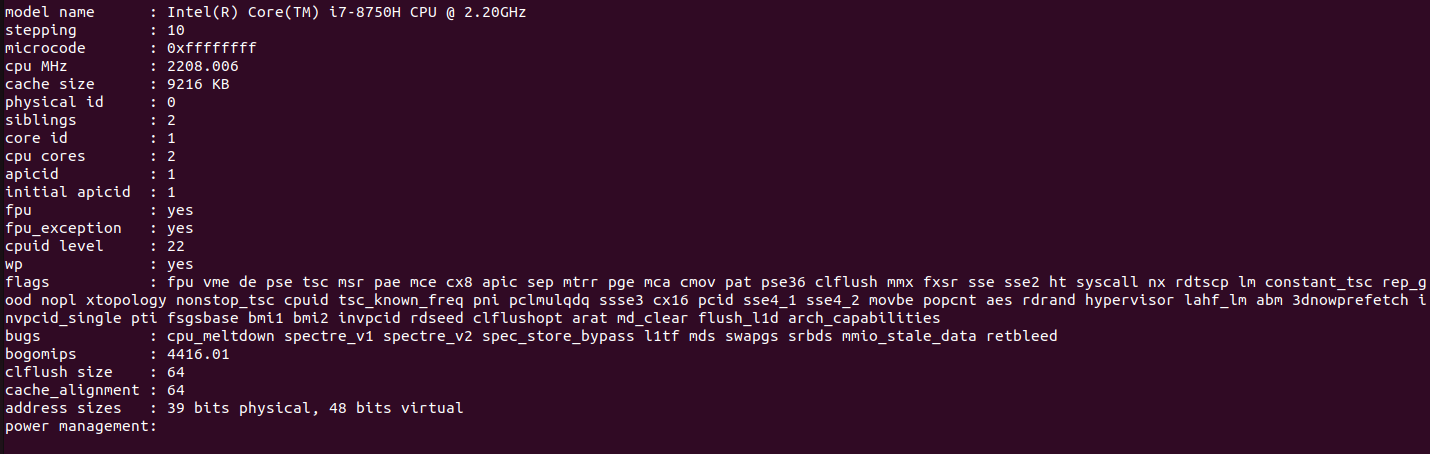 model name      : Intel(R) Core(TM) i7-8750H CPU @ 2.20GHz
stepping        : 10
microcode       : 0xffffffff
cpu MHz         : 2208.006
cache size      : 9216 KB
physical id     : 0
siblings        : 2
core id         : 1
cpu cores       : 2
apicid          : 1
initial apicid  : 1
fpu             : yes
fpu_exception   : yes
cpuid level     : 22
wp              : yes
flags           : fpu vme de pse tsc msr pae mce cx8 apic sep mtrr pge mca cmov pat pse36 clflush mmx fxsr sse sse2 ht syscall nx rdtscp lm constant_tsc rep_g
ood nopl xtopology nonstop_tsc cpuid tsc_known_freq pni pclmulqdq ssse3 cx16 pcid sse4_1 sse4_2 movbe popcnt aes rdrand hypervisor lahf_lm abm 3dnowprefetch i
nvpcid_single pti fsgsbase bmi1 bmi2 invpcid rdseed clflushopt arat md_clear flush_l1d arch_capabilities
bugs            : cpu_meltdown spectre_v1 spectre_v2 spec_store_bypass l1tf mds swapgs srbds mmio_stale_data retbleed
bogomips        : 4416.01
clflush size    : 64
cache_alignment : 64
address sizes   : 39 bits physical, 48 bits virtual
power management: